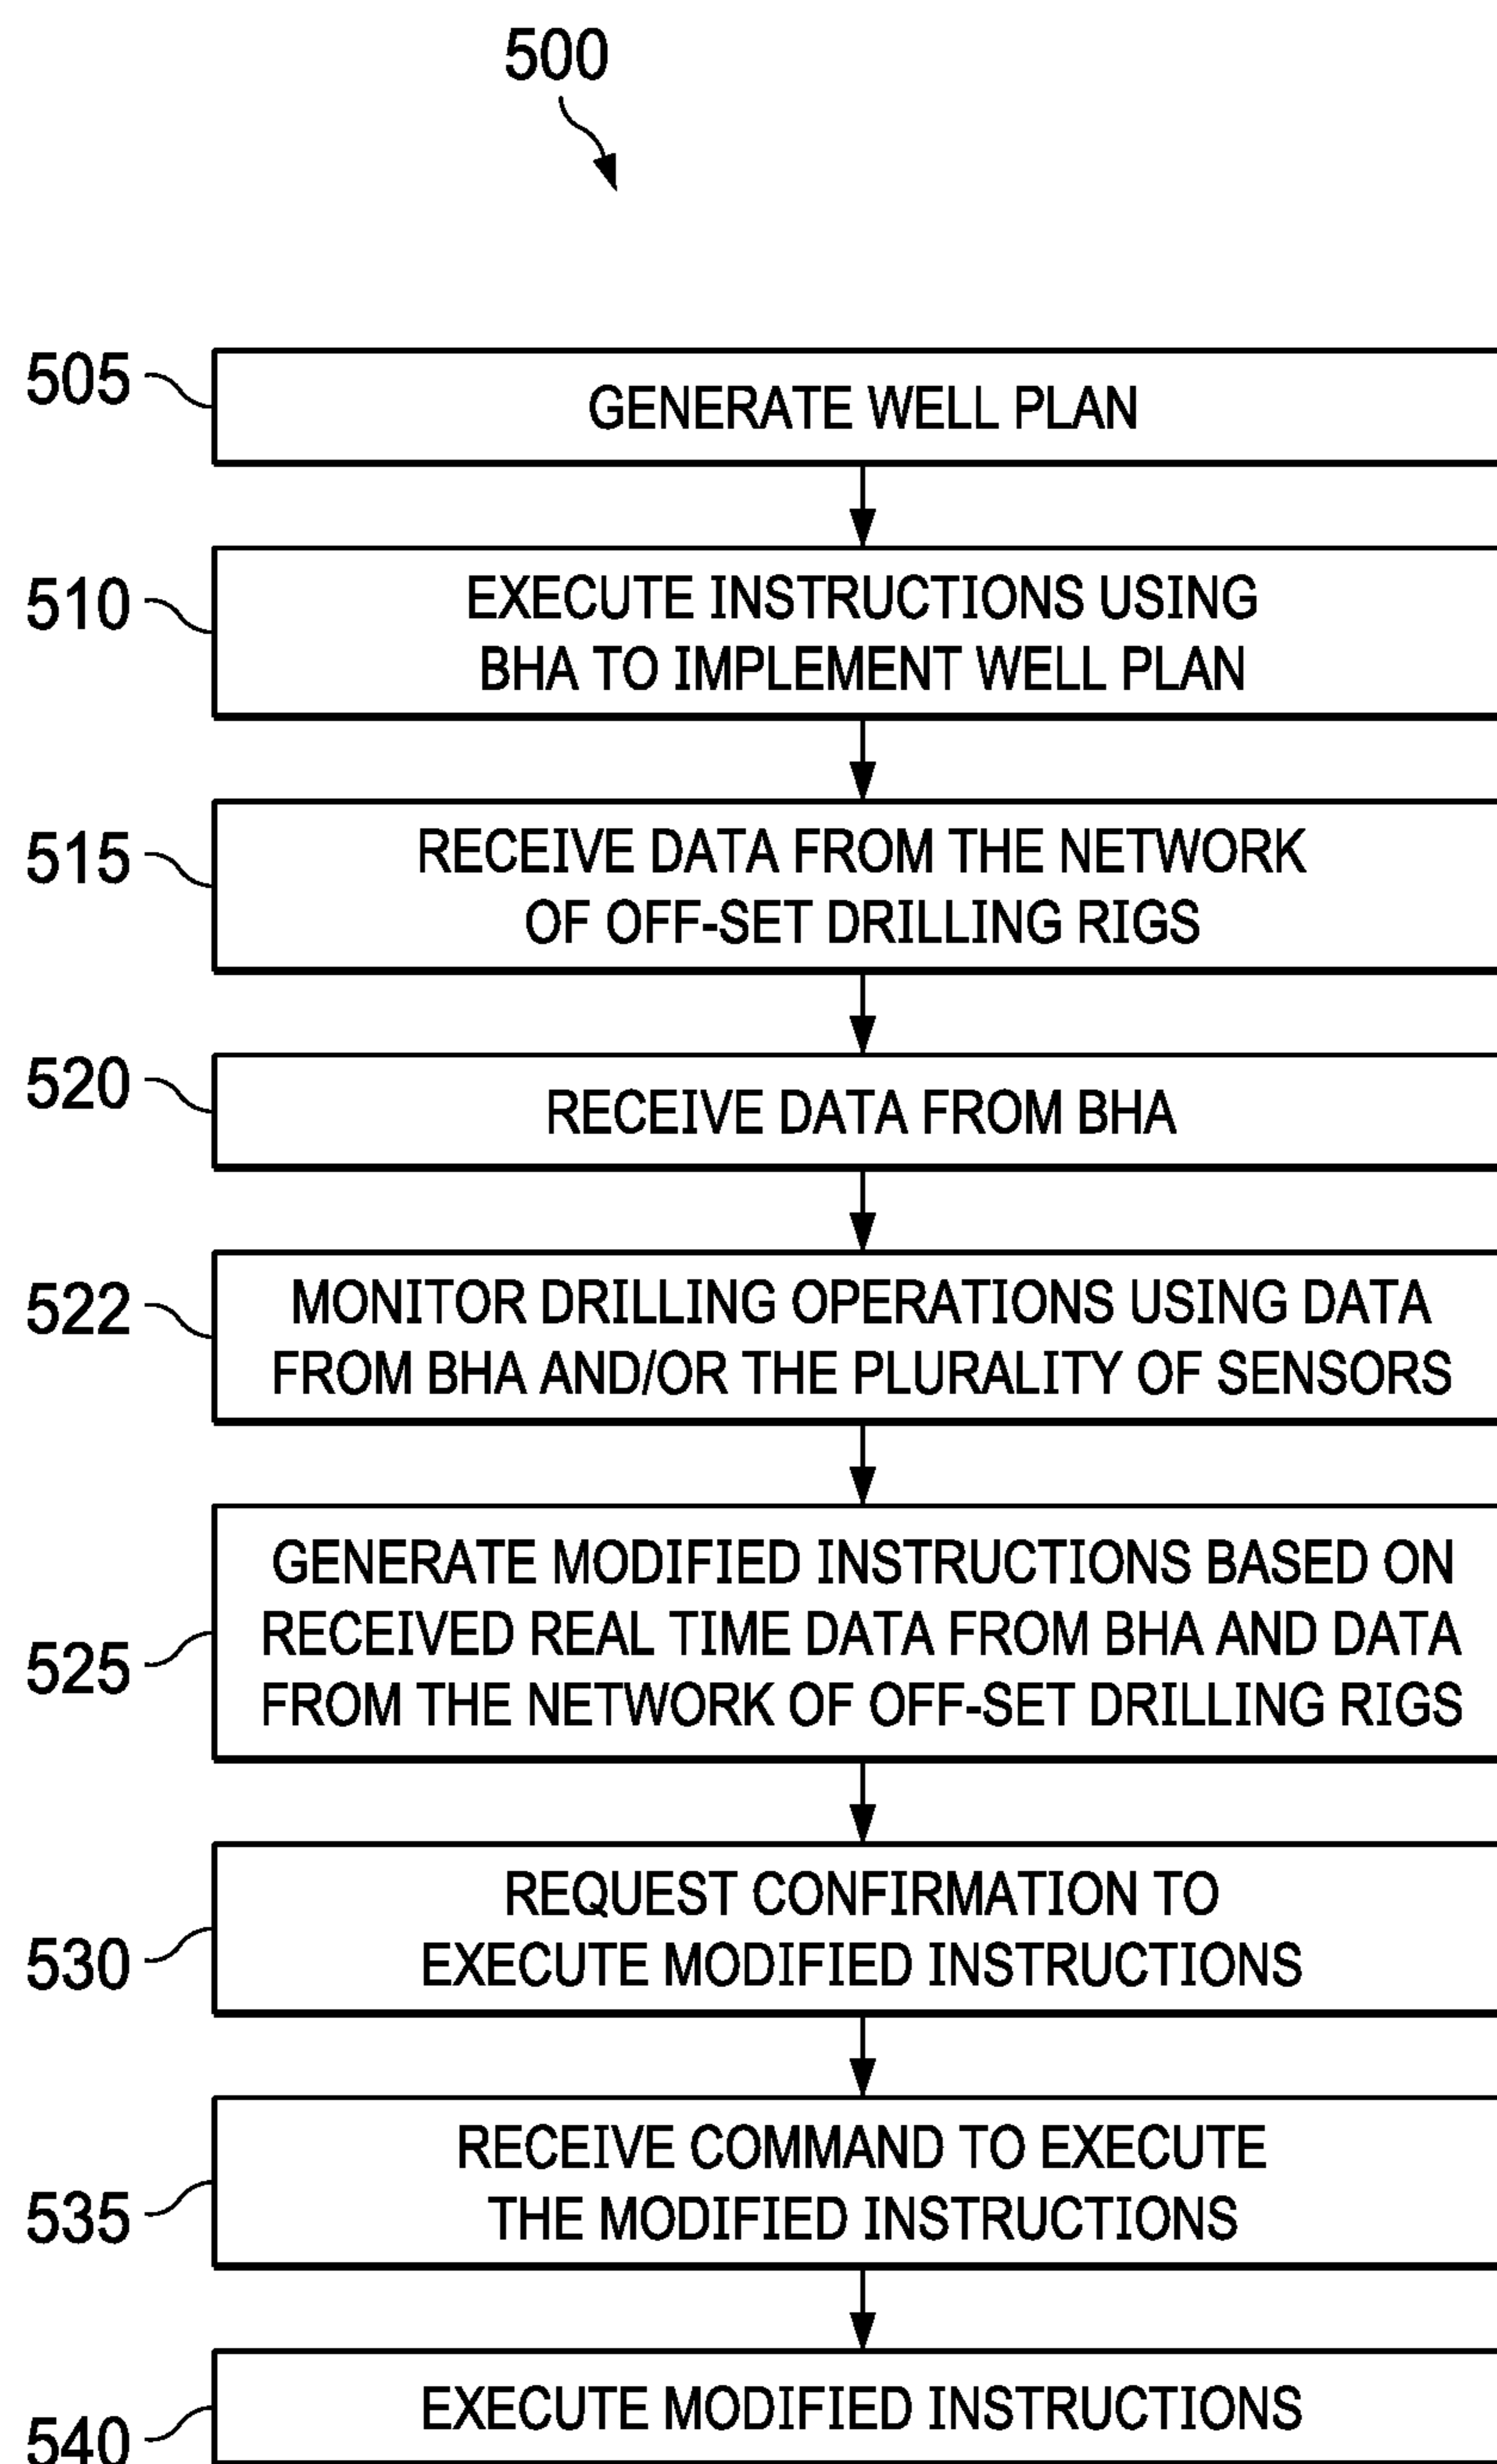 500
505
GENERATE WELL PLAN
510
EXECUTE INSTRUCTIONS USING
BHA TO IMPLEMENT WELL PLAN
515
RECEIVE DATA FROM THE NETWORK
OF OFF-SET DRILLING RIGS
520
RECEIVE DATA FROM BHA
522
MONITOR DRILLING OPERATIONS USING DATA
FROM BHA AND/OR THE PLURALITY OF SENSORS
525
GENERATE MODIFIED INSTRUCTIONS BASED ON
RECEIVED REAL TIME DATA FROM BHA AND DATA
FROM THE NETWORK OF OFF-SET DRILLING RIGS
530
REQUEST CONFIRMATION TO
EXECUTE MODIFIED INSTRUCTIONS
535
RECEIVE COMMAND TO EXECUTE
THE MODIFIED INSTRUCTIONS
540
EXECUTE MODIFIED INSTRUCTIONS